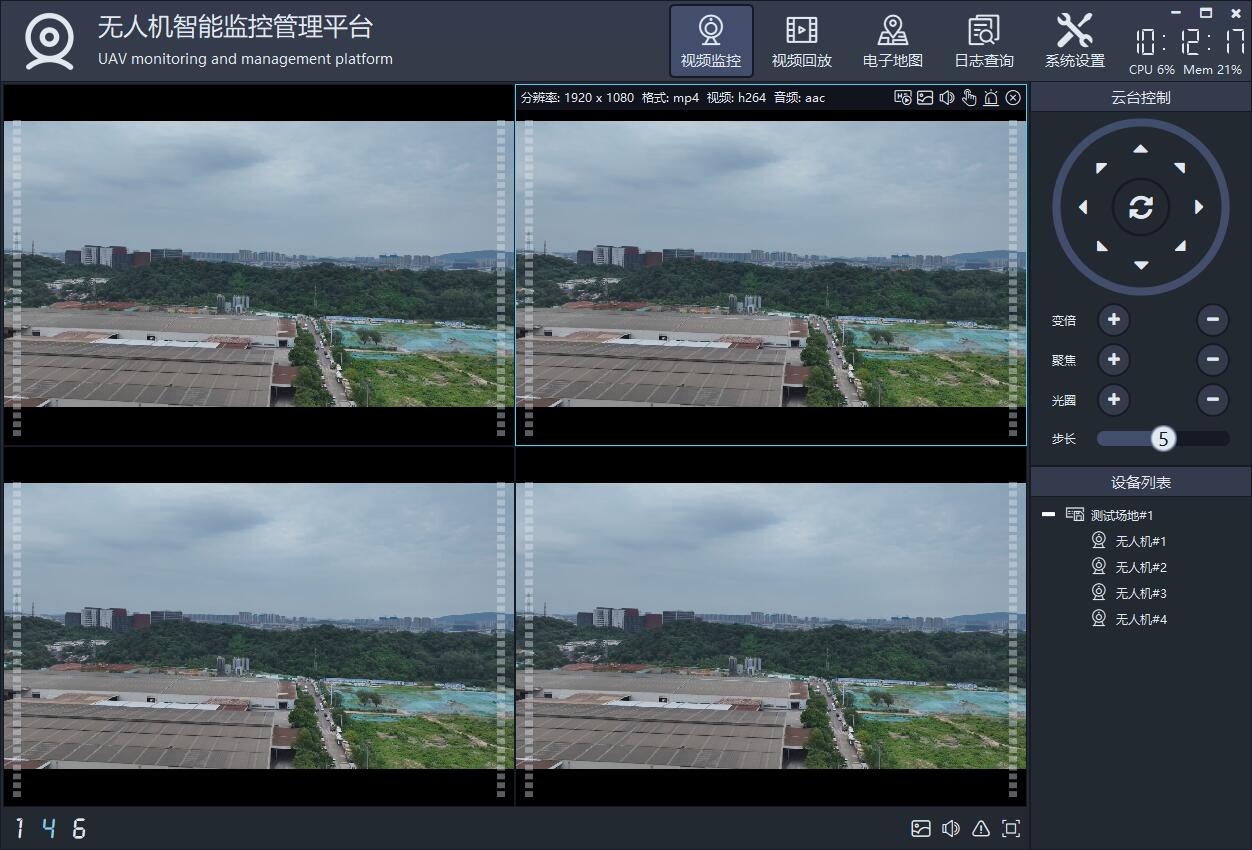 无人机智能监控管理平台
UAV monitoring and management platform
视频监控
视频回放
电子地图
日志查询
系统设置
10:12:17
CPU 6% Mem 21%
分辨率: 1920 x 1080 格式: mp4 视频: h264 音频: aac
云台控制
变倍
聚焦
光圈
步长
5
设备列表
测试场地#1
无人机#1
无人机#2
无人机#3
无人机#4
1 4 6